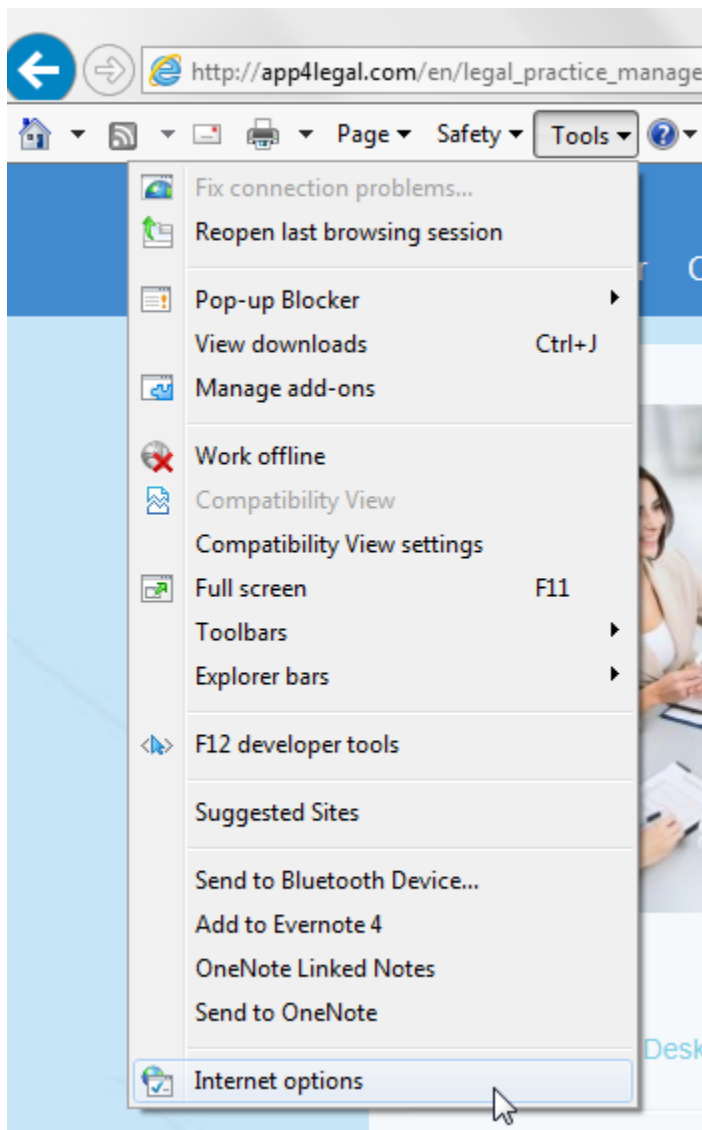 http://app4legal.com/en/legal_practice_manage
Page Safety Tools
Fix connection problems...
Reopen last browsing session
Pop-up Blocker
View downloads Ctrl+J
Manage add-ons
Work offline
Compatibility View
Compatibility View settings
Full screen F11
Toolbars
Explorer bars
F12 developer tools
Suggested Sites
Send to Bluetooth Device...
Add to Evernote 4
OneNote Linked Notes
Send to OneNote
Desk
Internet options